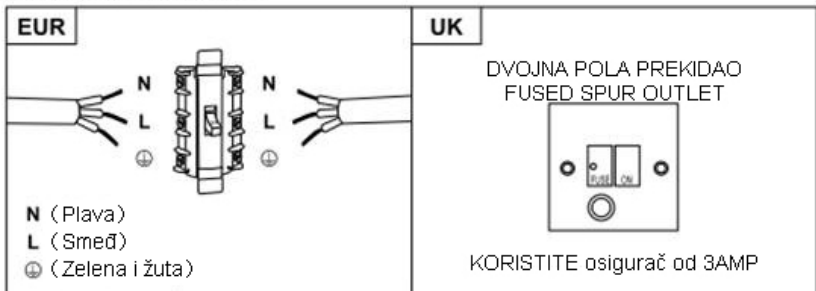 EUR
N N
L L
N (Plava)
L (Smeđ)
(Zelena i žuta)
UK
DVOJNA POLA PREKIDAO
FUSED SPUR OUTLET
FUSE ON
KORISTITE osigurač od 3AMP